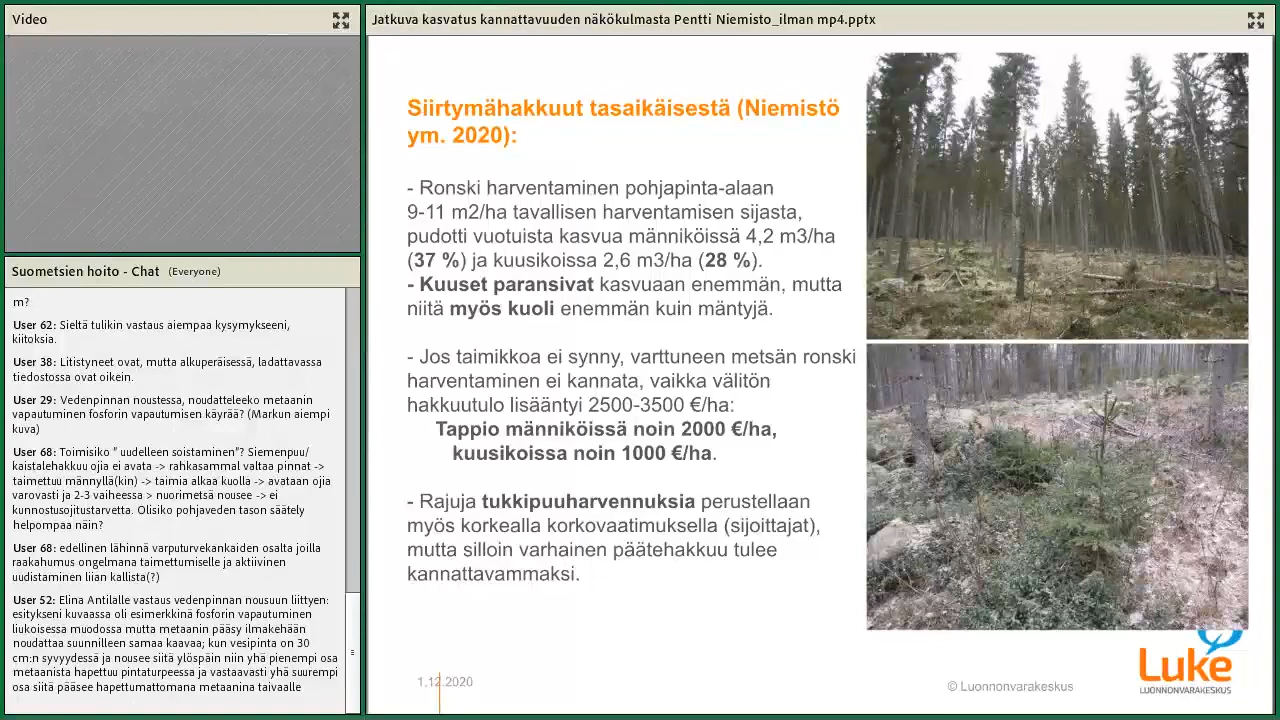 Video
Jatkuva kasvatus kannattavuuden näkökulmasta Pentti Niemisto_ilman mp4.pptx
Suometsien hoito - Chat (Everyone)
m?
User 62: Sieltä tulikin vastaus aiempaa kysymykseeni,
kiitoksia.
User 38: Litistyneet ovat, mutta alkuperäisessä, ladattavassa
tiedostossa ovat oikein.
User 29: Vedenpinnan noustessa, noudatteleeko metaanin
vapautuminen fosforin vapautumisen käyrää? (Markun aiempi
kuva)
User 68: Toimisiko " uudelleen soistaminen"? Siemenpuu/
kaistalehakkuu ojia ei avata -> rahkasammal valtaa pinnat ->
taimettuu männyllä(kin) -> taimia alkaa kuolla -> avataan ojia
varovasti ja 2-3 vaiheessa > nuorimetsä nousee -> ei
kunnostusojitustarvetta. Olisiko pohjaveden tason säätely
helpompaa näin?
User 68: edellinen lähinnä varputurvekankaiden osalta joilla
raakahumus ongelmana taimettumiselle ja aktiivinen
uudistaminen liian kallista(?)
User 52: Elina Antilalle vastaus vedenpinnan nousuun liittyen:
esitykseni kuvaassa oli esimerkkinä fosforin vapautuminen
liukoisessa muodossa mutta metaanin pääsy ilmakehään
noudattaa suunnilleen samaa kaavaa; kun vesipinta on 30
cm:n syvyydessä ja nousee siitä ylöspäin niin yhä pienempi osa
metaanista hapettuu pintaturpeessa ja vastaavasti yhä suurempi
osa siitä pääsee hapettumattomana metaanina taivaalle
Siirtymähakkuut tasaikäisestä (Niemistö
ym. 2020):
- Ronski harventaminen pohjapinta-alaan
9-11 m2/ha tavallisen harventamisen sijasta,
pudotti vuotuista kasvua männiköissä 4,2 m3/ha
(37 %) ja kuusikoissa 2,6 m3/ha (28 %).
- Kuuset paransivat kasvuaan enemmän, mutta
niitä myös kuoli enemmän kuin mäntyjä.
- Jos taimikkoa ei synny, varttuneen metsän ronski
harventaminen ei kannata, vaikka välitön
hakkuutulo lisääntyi 2500-3500 €/ha:
Tappio männiköissä noin 2000 €/ha,
kuusikoissa noin 1000 €/ha.
- Rajuja tukkipuuharvennuksia perustellaan
myös korkealla korkovaatimuksella (sijoittajat),
mutta silloin varhainen päätehakkuu tulee
kannattavammaksi.
1.12.2020
© Luonnonvarakeskus
Luke
LUONNONVARAKESKUS